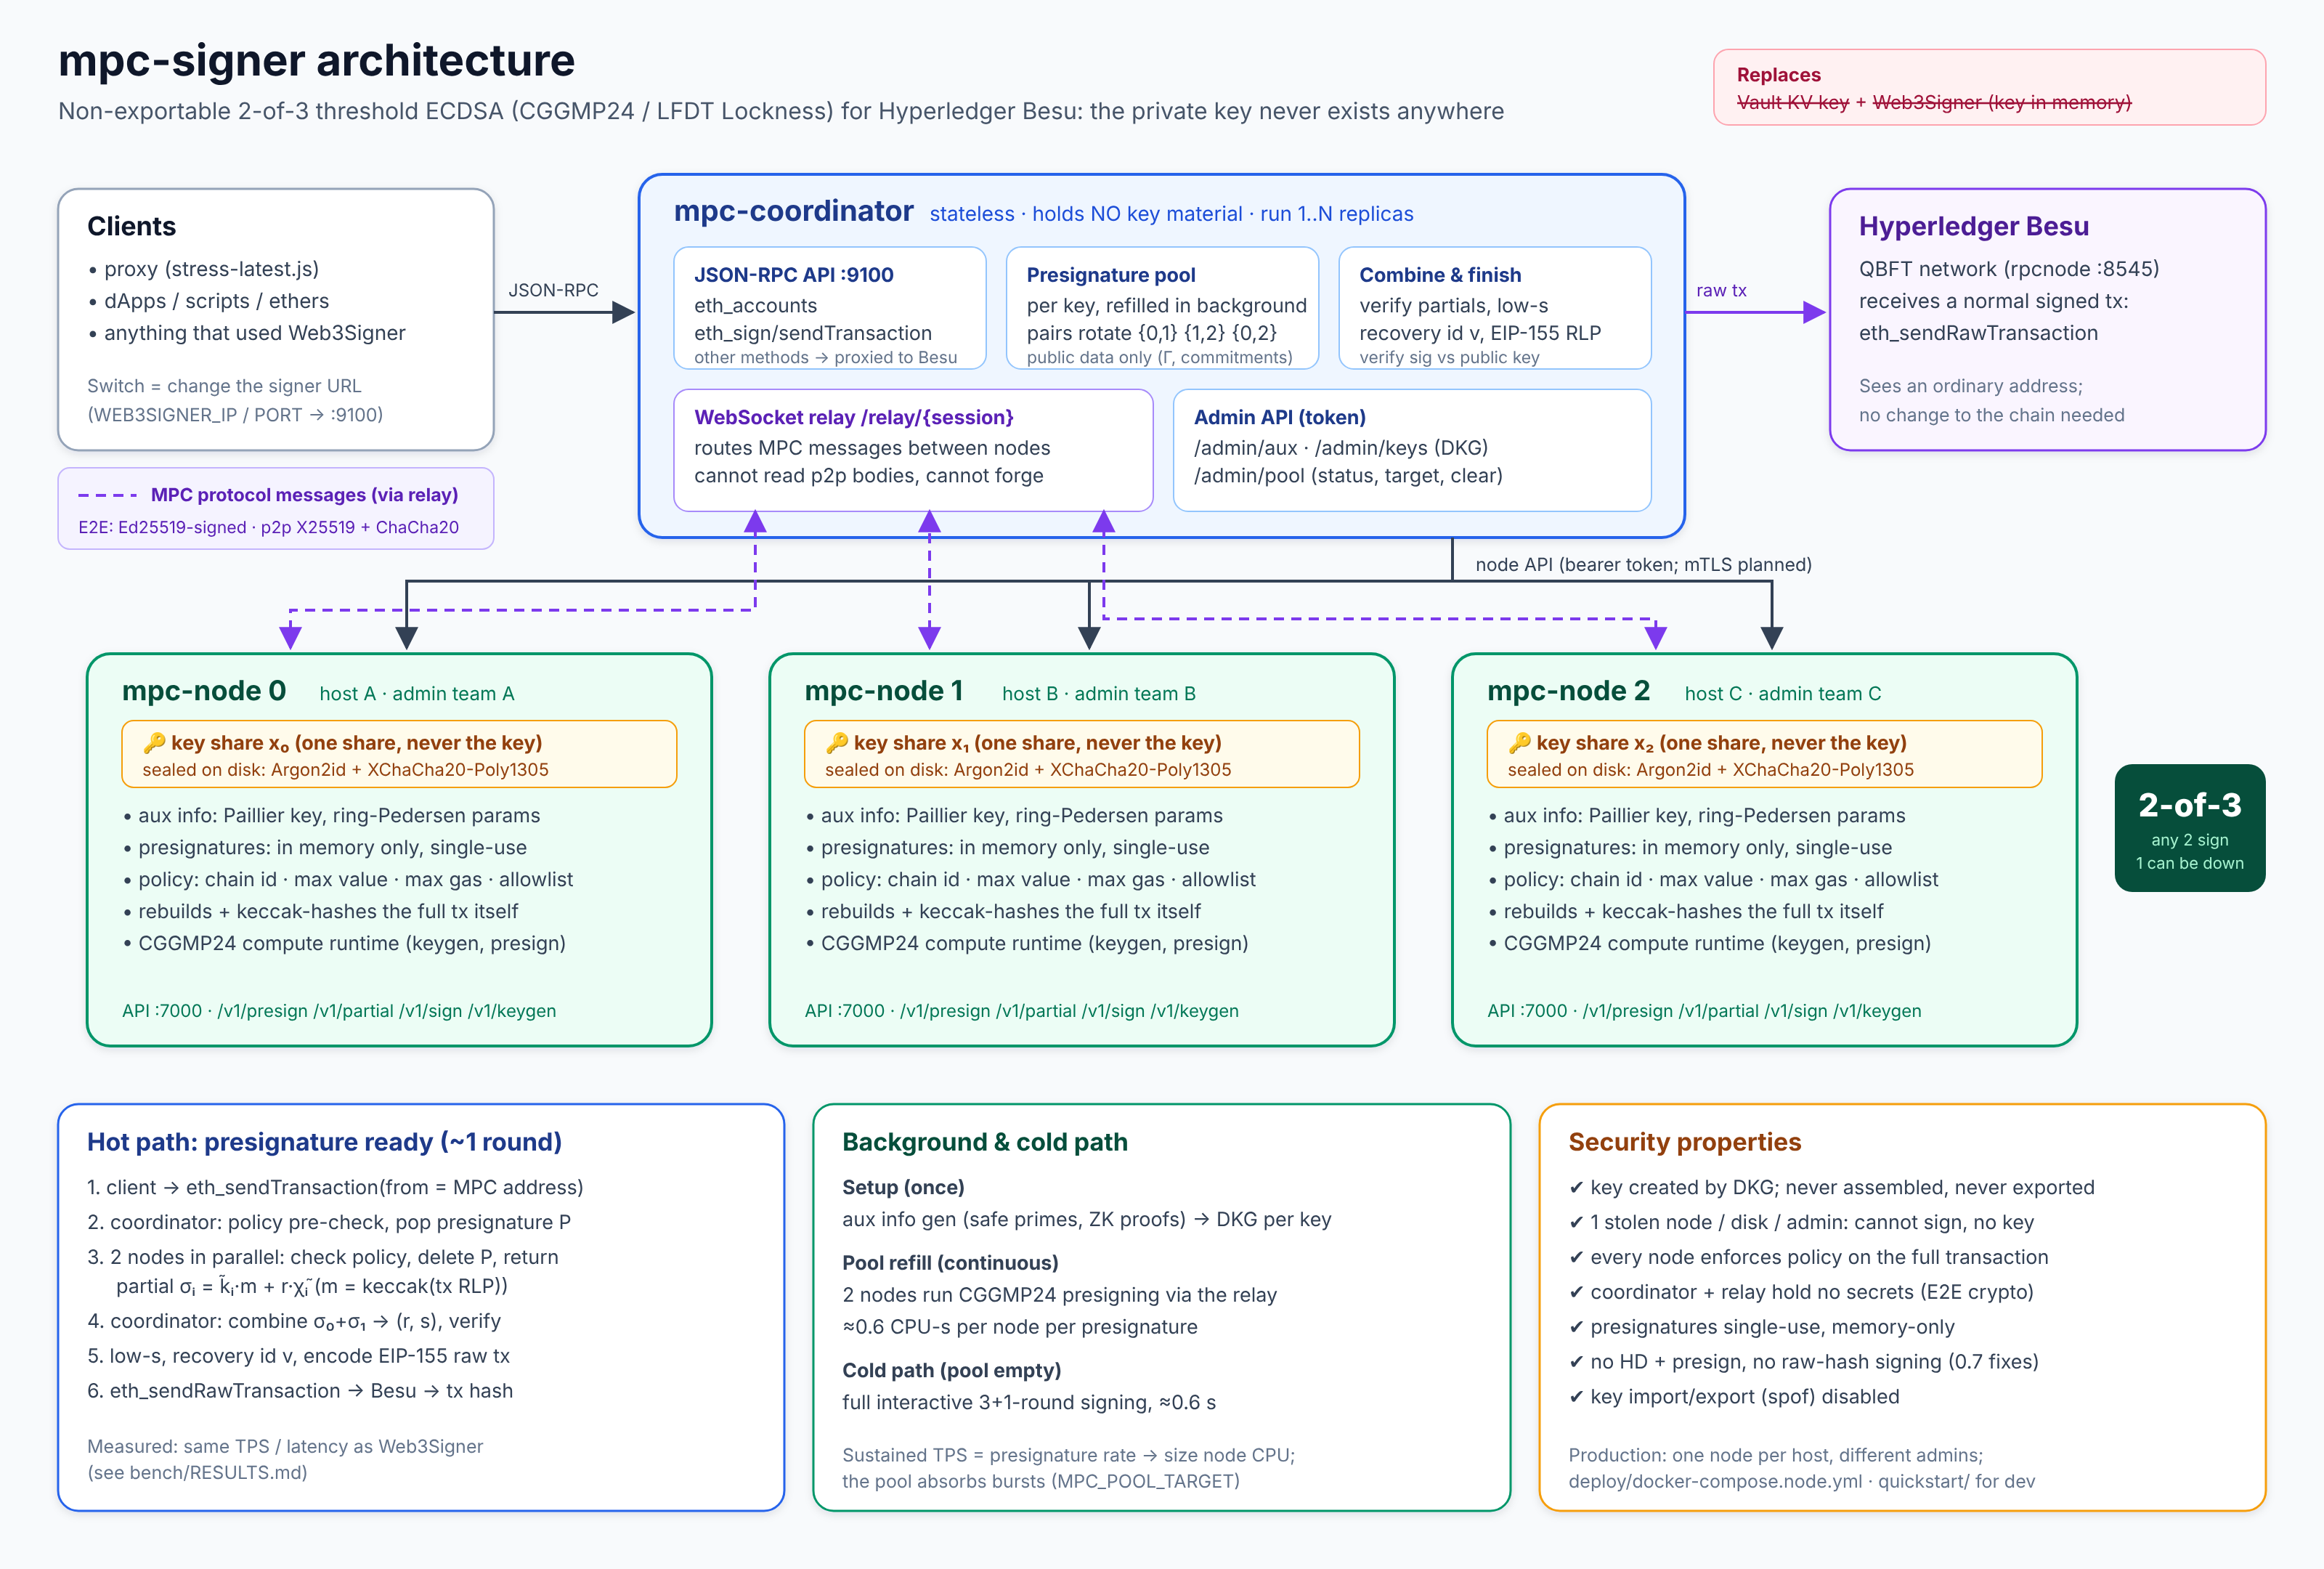 mpc-signer architecture
Non-exportable 2-of-3 threshold ECDSA (CGGMP24 / LFDT Lockness) for Hyperledger Besu: the private key never exists anywhere
Replaces
Vault KV key + Web3Signer (key in memory)
Clients
• proxy (stress-latest.js)
• dApps / scripts / ethers
• anything that used Web3Signer
Switch = change the signer URL
(WEB3SIGNER_IP / PORT → :9100)
JSON-RPC
MPC protocol messages (via relay)
E2E: Ed25519-signed · p2p X25519 + ChaCha20
mpc-coordinator stateless · holds NO key material · run 1..N replicas
JSON-RPC API :9100
eth_accounts
eth_sign/sendTransaction
other methods → proxied to Besu
Presignature pool
per key, refilled in background
pairs rotate {0,1} {1,2} {0,2}
public data only (Γ, commitments)
Combine & finish
verify partials, low-s
recovery id v, EIP-155 RLP
verify sig vs public key
WebSocket relay /relay/{session}
routes MPC messages between nodes
cannot read p2p bodies, cannot forge
Admin API (token)
/admin/aux · /admin/keys (DKG)
/admin/pool (status, target, clear)
raw tx
Hyperledger Besu
QBFT network (rpcnode :8545)
receives a normal signed tx:
eth_sendRawTransaction
Sees an ordinary address;
no change to the chain needed
node API (bearer token; mTLS planned)
mpc-node 0 host A · admin team A
🔑 key share x₀ (one share, never the key)
sealed on disk: Argon2id + XChaCha20-Poly1305
• aux info: Paillier key, ring-Pedersen params
• presignatures: in memory only, single-use
• policy: chain id · max value · max gas · allowlist
• rebuilds + keccak-hashes the full tx itself
• CGGMP24 compute runtime (keygen, presign)
API :7000 · /v1/presign /v1/partial /v1/sign /v1/keygen
mpc-node 1 host B · admin team B
🔑 key share x₁ (one share, never the key)
sealed on disk: Argon2id + XChaCha20-Poly1305
• aux info: Paillier key, ring-Pedersen params
• presignatures: in memory only, single-use
• policy: chain id · max value · max gas · allowlist
• rebuilds + keccak-hashes the full tx itself
• CGGMP24 compute runtime (keygen, presign)
API :7000 · /v1/presign /v1/partial /v1/sign /v1/keygen
mpc-node 2 host C · admin team C
🔑 key share x₂ (one share, never the key)
sealed on disk: Argon2id + XChaCha20-Poly1305
• aux info: Paillier key, ring-Pedersen params
• presignatures: in memory only, single-use
• policy: chain id · max value · max gas · allowlist
• rebuilds + keccak-hashes the full tx itself
• CGGMP24 compute runtime (keygen, presign)
API :7000 · /v1/presign /v1/partial /v1/sign /v1/keygen
2-of-3
any 2 sign
1 can be down
Hot path: presignature ready (~1 round)
1. client → eth_sendTransaction(from = MPC address)
2. coordinator: policy pre-check, pop presignature P
3. 2 nodes in parallel: check policy, delete P, return
partial σᵢ = k̃ᵢ·m + r·χᵢ̃ (m = keccak(tx RLP))
4. coordinator: combine σ₀+σ₁ → (r, s), verify
5. low-s, recovery id v, encode EIP-155 raw tx
6. eth_sendRawTransaction → Besu → tx hash
Measured: same TPS / latency as Web3Signer
(see bench/RESULTS.md)
Background & cold path
Setup (once)
aux info gen (safe primes, ZK proofs) → DKG per key
Pool refill (continuous)
2 nodes run CGGMP24 presigning via the relay
≈0.6 CPU-s per node per presignature
Cold path (pool empty)
full interactive 3+1-round signing, ≈0.6 s
Sustained TPS = presignature rate → size node CPU;
the pool absorbs bursts (MPC_POOL_TARGET)
Security properties
✔ key created by DKG; never assembled, never exported
✔ 1 stolen node / disk / admin: cannot sign, no key
✔ every node enforces policy on the full transaction
✔ coordinator + relay hold no secrets (E2E crypto)
✔ presignatures single-use, memory-only
✔ no HD + presign, no raw-hash signing (0.7 fixes)
✔ key import/export (spof) disabled
Production: one node per host, different admins;
deploy/docker-compose.node.yml · quickstart/ for dev